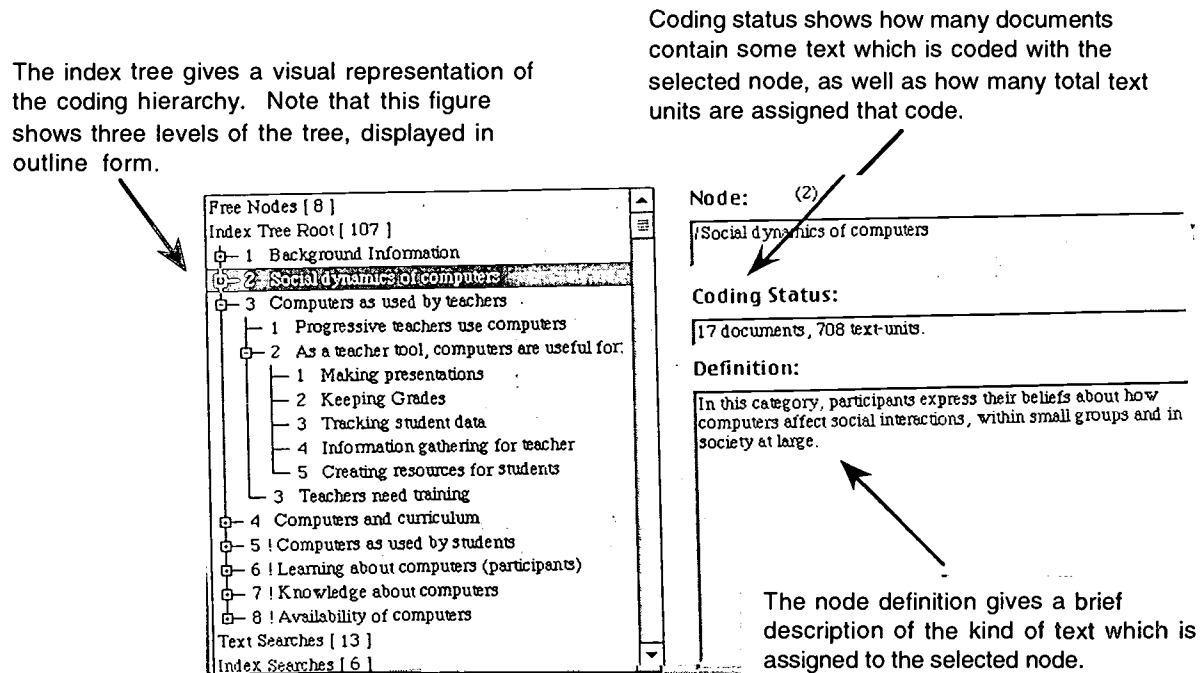 The index tree gives a visual representation of
the coding hierarchy. Note that this figure
shows three levels of the tree, displayed in
outline form.
Coding status shows how many documents
contain some text which is coded with the
selected node, as well as how many total text
units are assigned that code.
Free Nodes [ 8 ]
Index Tree Root [ 107 ]
1 Background Information
2 Social dynamics of computers
3 Computers as used by teachers
1 Progressive teachers use computers
2 As a teacher tool, computers are useful for:
1 Making presentations
2 Keeping Grades
3 Tracking student data
4 Information gathering for teacher
5 Creating resources for students
3 Teachers need training
4 Computers and curriculum
5 ! Computers as used by students
6 ! Learning about computers (participants)
7 ! Knowledge about computers
8 ! Availability of computers
Text Searches [ 13 ]
Index Searches [ 6 ]
Node: (2)
/Social dynamics of computers
Coding Status:
17 documents, 708 text-units.
Definition:
In this category, participants express their beliefs about how
computers affect social interactions, within small groups and in
society at large.
The node definition gives a brief
description of the kind of text which is
assigned to the selected node.